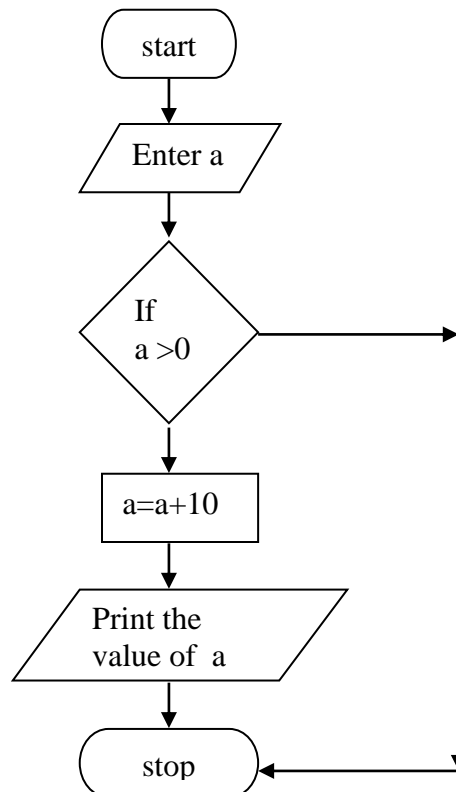 start
Enter a
If
a >0
a=a+10
Print the
value of  a
stop